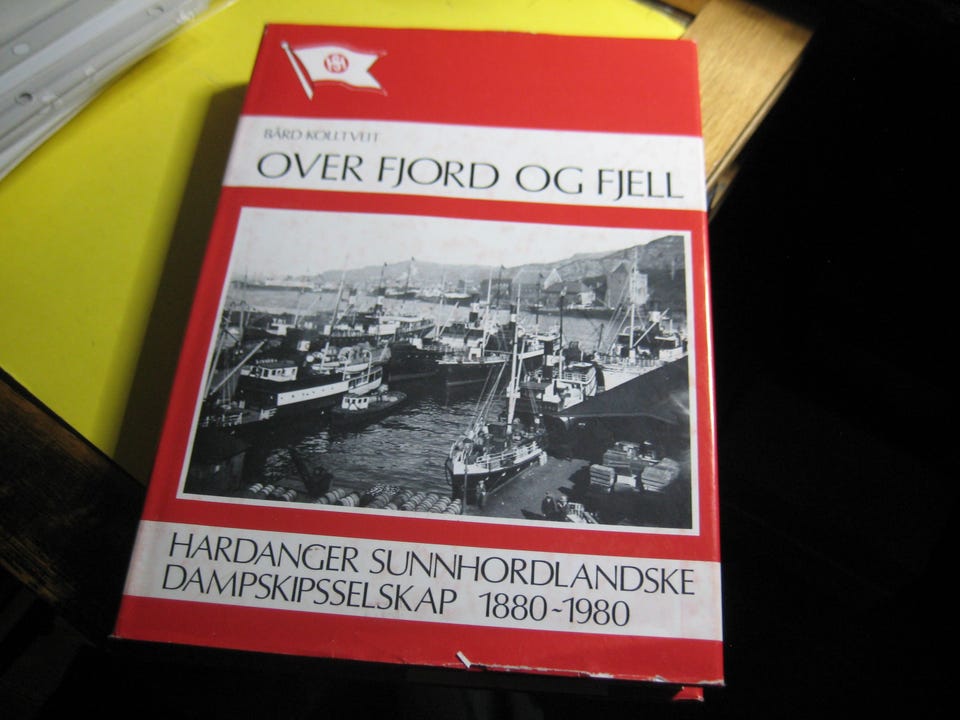 BÅRD KOLLTVEIT
OVER FJORD OG FJELL
HARDANGER SUNNHORDLANDSKE
DAMPSKIPSSELSKAP 1880-1980